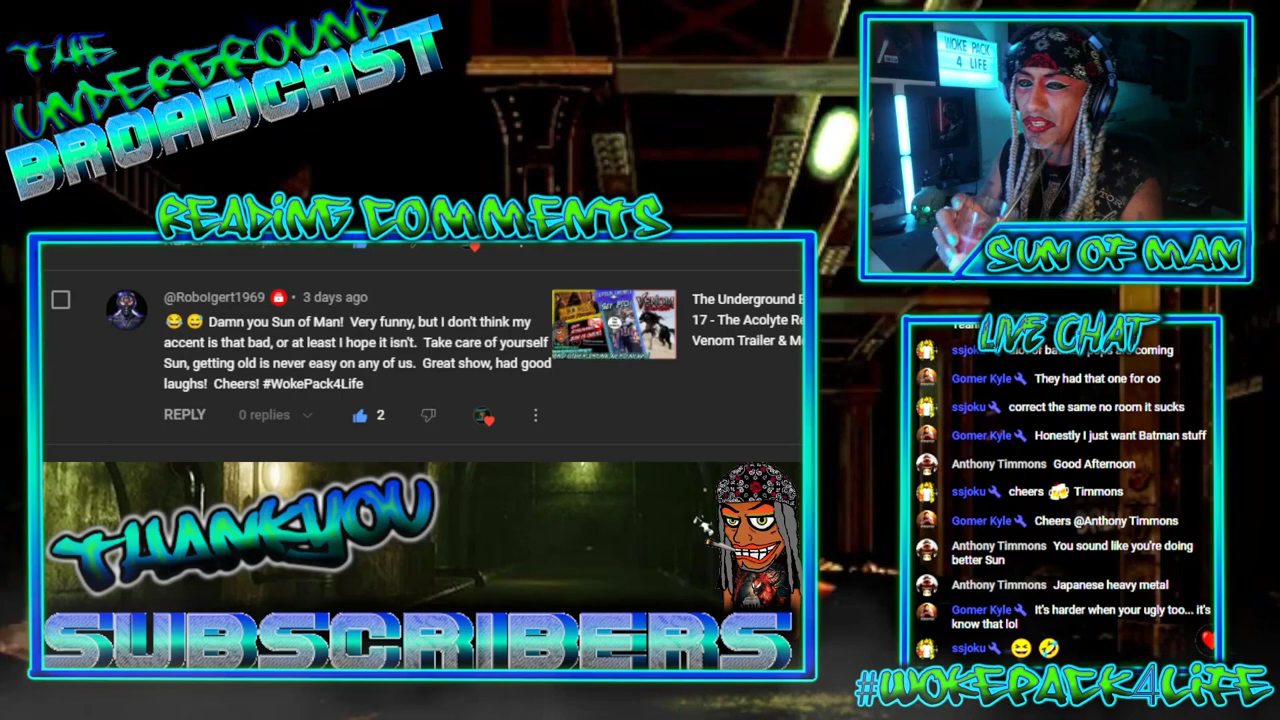 THE
UNDERGROUND
BROADCAST
READING COMMENTS
@RoboIgert1969 • 3 days ago
😂 😅 Damn you Sun of Man! Very funny, but I don't think my
accent is that bad, or at least I hope it isn't. Take care of yourself
Sun, getting old is never easy on any of us. Great show, had good
laughs! Cheers! #WokePack4Life
REPLY 0 replies 2
The Underground
17 - The Acolyte Re
Venom Trailer & M
VENOM
THANKYOU
SUBSCRIBERS
WOKE PACK
4 LIFE
SUN OF MAN
LIVE CHAT
coming
Gomer Kyle They had that one for oo
ssjoku correct the same no room it sucks
Gomer Kyle Honestly I just want Batman stuff
Anthony Timmons Good Afternoon
ssjoku cheers 🍻 Timmons
Gomer Kyle Cheers @Anthony Timmons
Anthony Timmons You sound like you're doing
better Sun
Anthony Timmons Japanese heavy metal
Gomer Kyle It's harder when your ugly too... it's
know that lol
ssjoku 😆 🤣
#WOKEPACK4LIFE